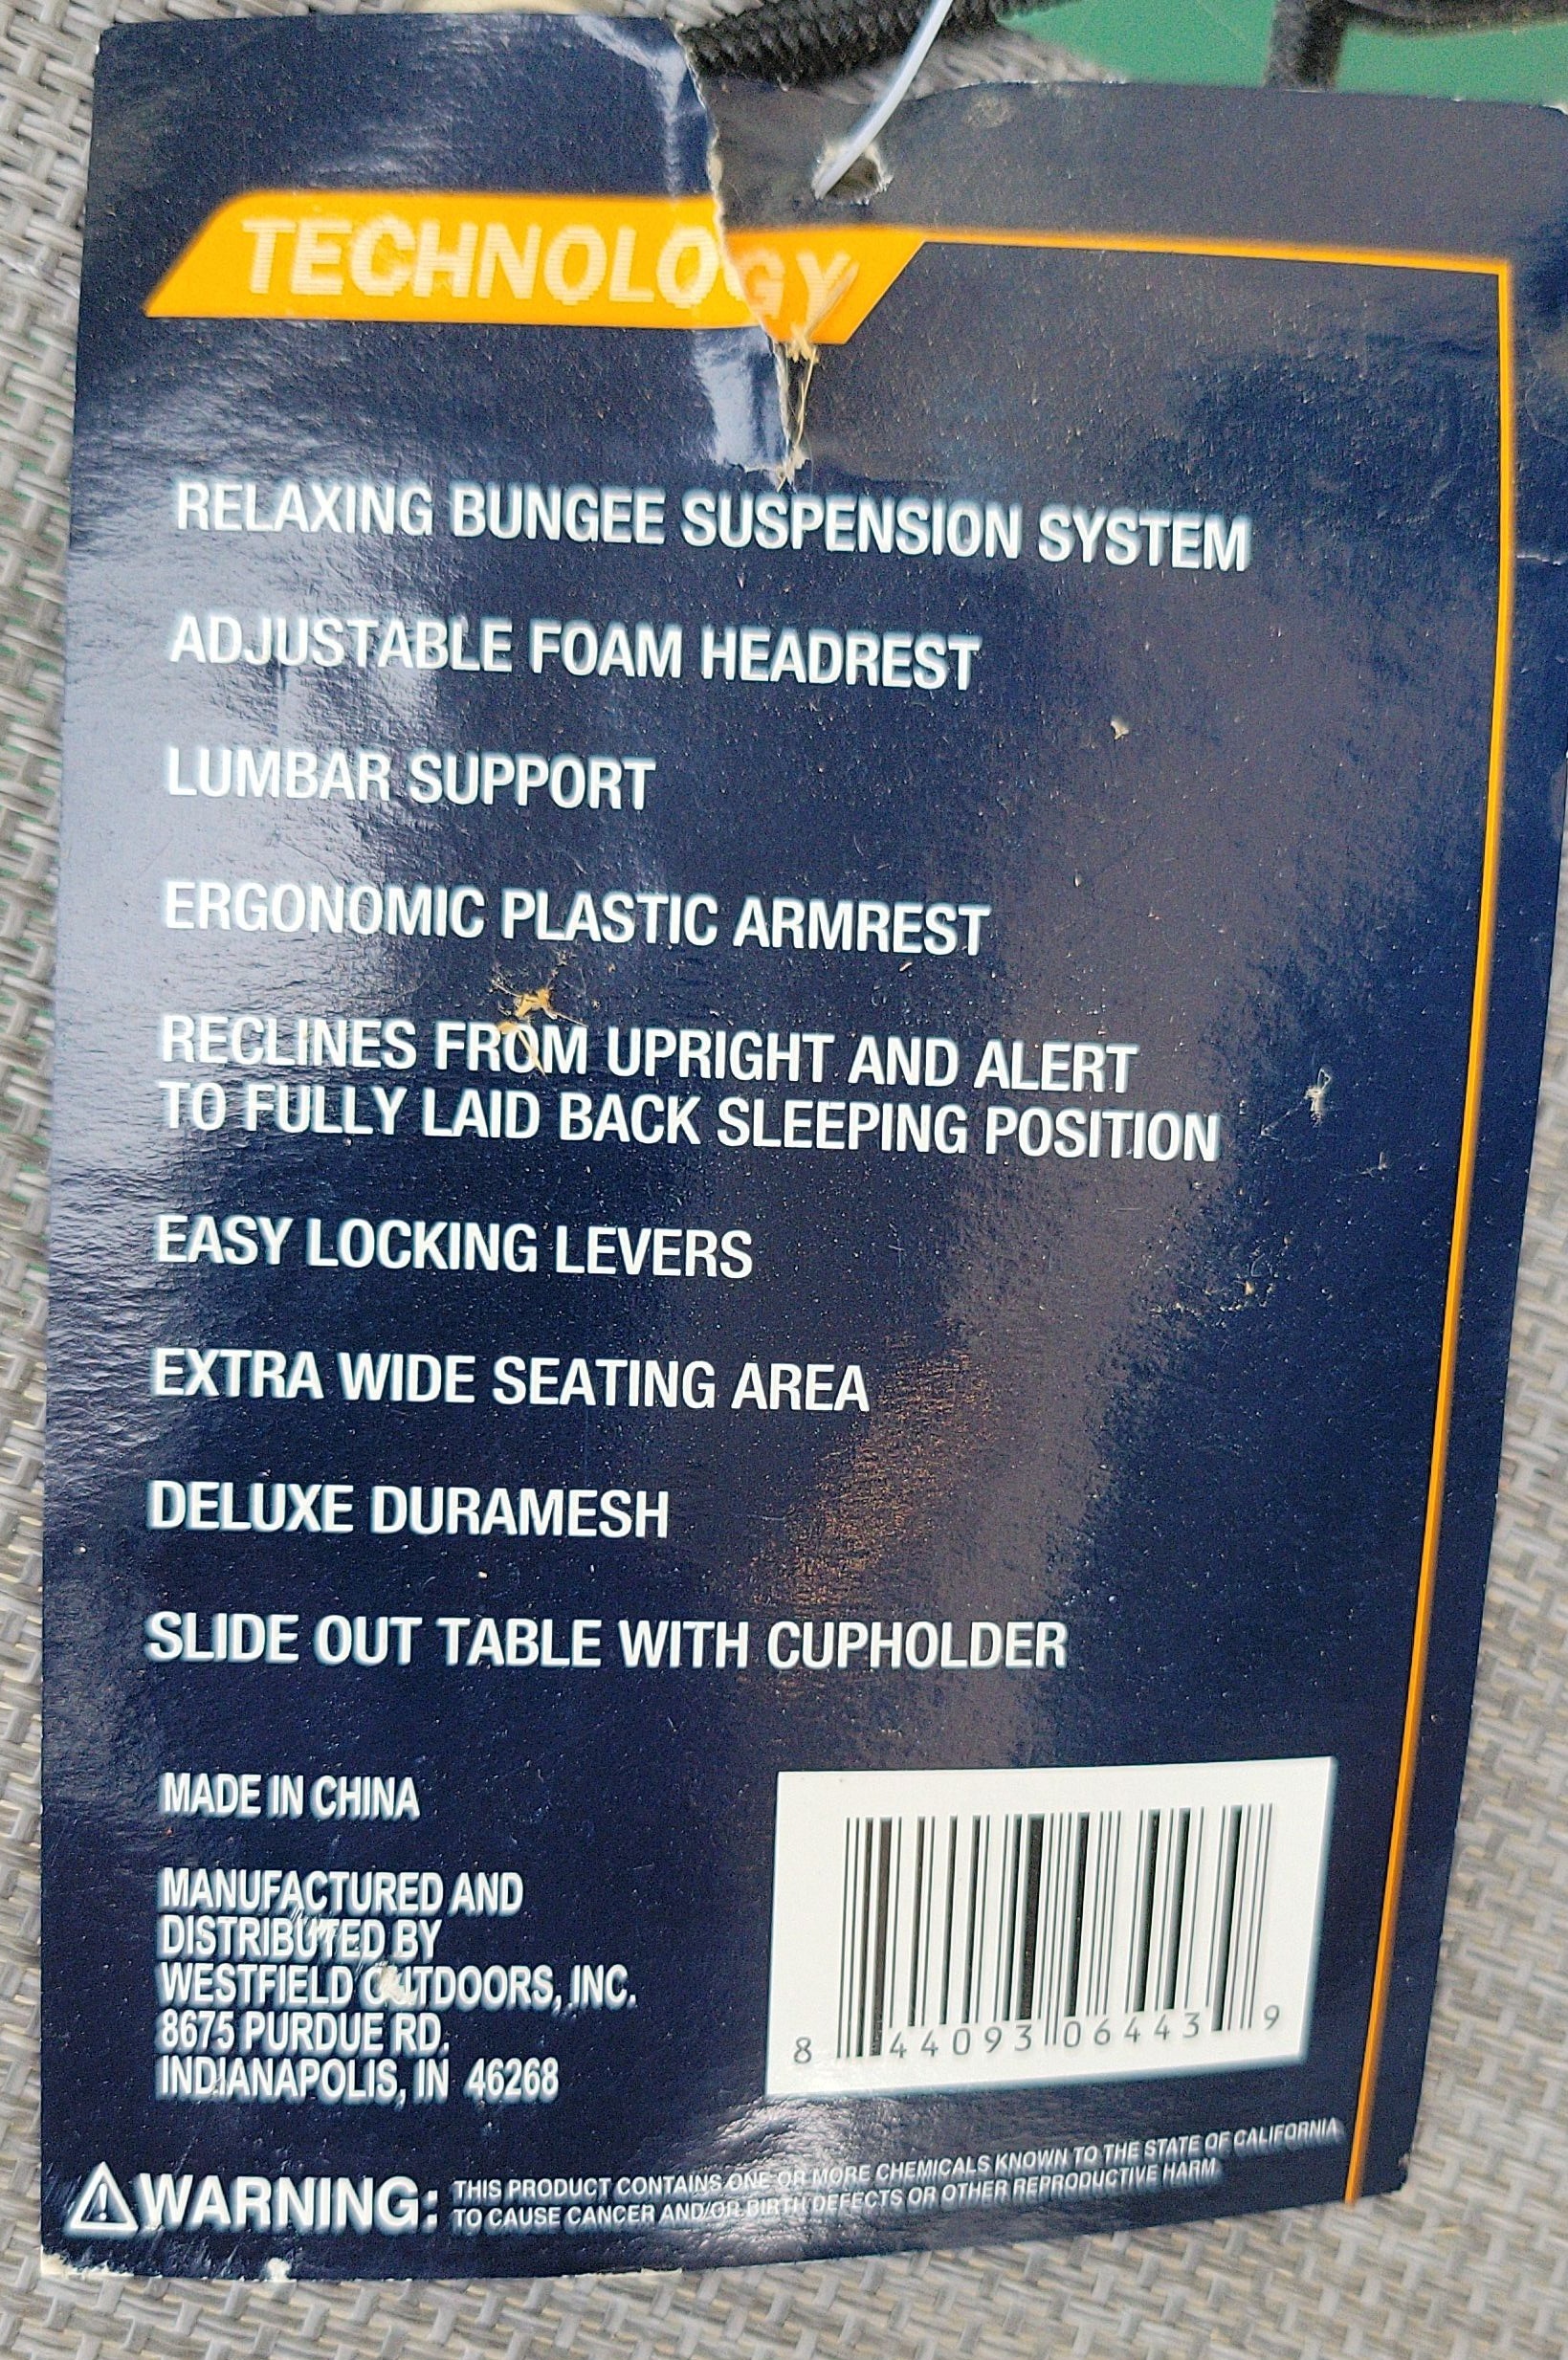 TECHNOLOGY
RELAXING BUNGEE SUSPENSION SYSTEM
ADJUSTABLE FOAM HEADREST
LUMBAR SUPPORT
ERGONOMIC PLASTIC ARMREST
RECLINES FROM UPRIGHT AND ALERT
TO FULLY LAID BACK SLEEPING POSITION
EASY LOCKING LEVERS
EXTRA WIDE SEATING AREA
DELUXE DURAMESH
SLIDE OUT TABLE WITH CUPHOLDER
MADE IN CHINA
MANUFACTURED AND
DISTRIBUTED BY
WESTFIELD OUTDOORS, INC.
8675 PURDUE RD.
INDIANAPOLIS, IN 46268
8 44093 06443 9
WARNING: THIS PRODUCT CONTAINS ONE OR MORE CHEMICALS KNOWN TO THE STATE OF CALIFORNIA
TO CAUSE CANCER AND/OR BIRTH DEFECTS OR OTHER REPRODUCTIVE HARM.